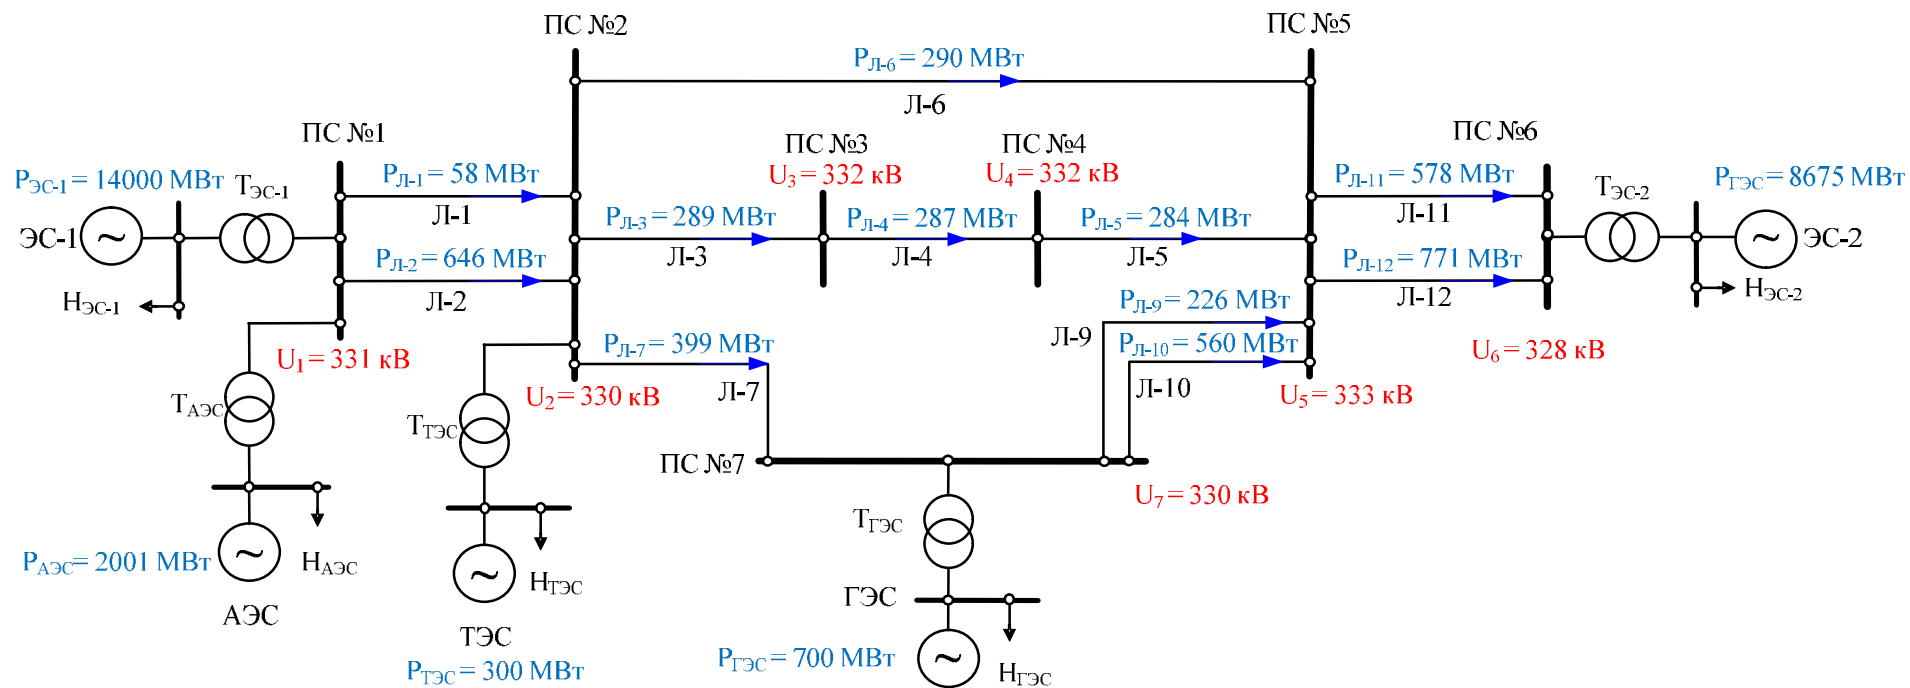 ПС №2
ПС №5
P Л-6 = 290 МВт
Л-6
ПС №1
ПС №3
ПС №4
ПС №6
U3 = 332 кВ
U4 = 332 кВ
PЭС-1 = 14000 МВт
TЭС-1
PЛ-1 = 58 МВт
Л-1
PЛ-11 = 578 МВт
Л-11
TЭС-2
PГЭС = 8675 МВт
ЭС-1
~
PЛ-3 = 289 МВт
Л-3
PЛ-4 = 287 МВт
Л-4
PЛ-5 = 284 МВт
Л-5
~
ЭС-2
PЛ-2 = 646 МВт
Л-2
PЛ-12 = 771 МВт
Л-12
НЭС-1
НЭС-2
PЛ-9 = 226 МВт
Л-9
PЛ-7 = 399 МВт
Л-7
PЛ-10 = 560 МВт
Л-10
U1 = 331 кВ
U6 = 328 кВ
U2 = 330 кВ
U5 = 333 кВ
TАЭС
TТЭС
ПС №7
U7 = 330 кВ
TГЭС
PАЭС = 2001 МВт
~
НАЭС
АЭС
~
НТЭС
ТЭС
PТЭС = 300 МВт
ГЭС
PГЭС = 700 МВт
~
НГЭС